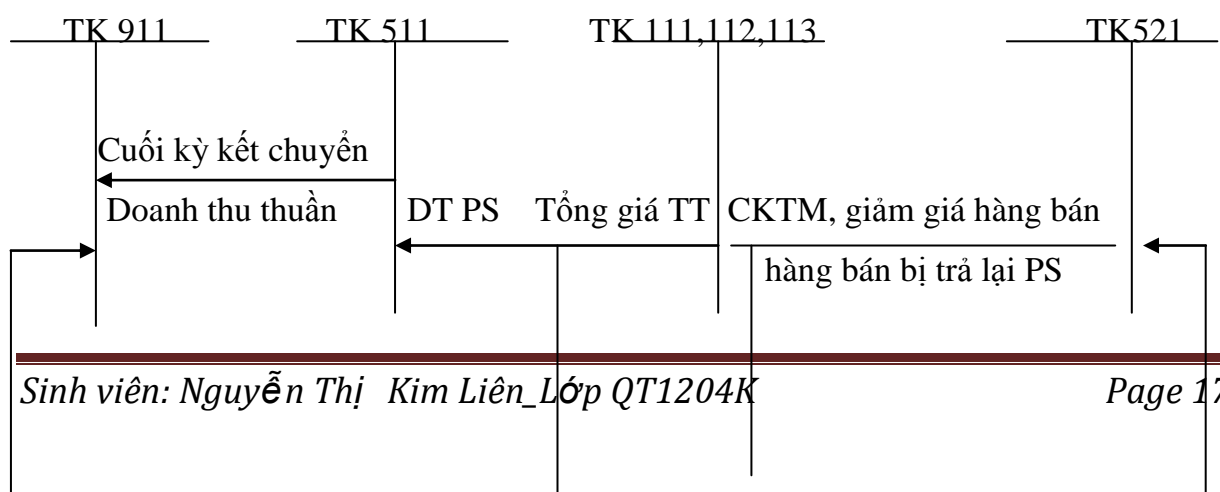 TK 911 TK 511 TK 111,112,113 TK521
Cuối kỳ kết chuyển
Doanh thu thuần DT PS Tổng giá TT CKTM, giảm giá hàng bán
hàng bán bị trả lại PS
Sinh viên: Nguyễn Thị Kim Liên_Lớp QT1204K Page 17